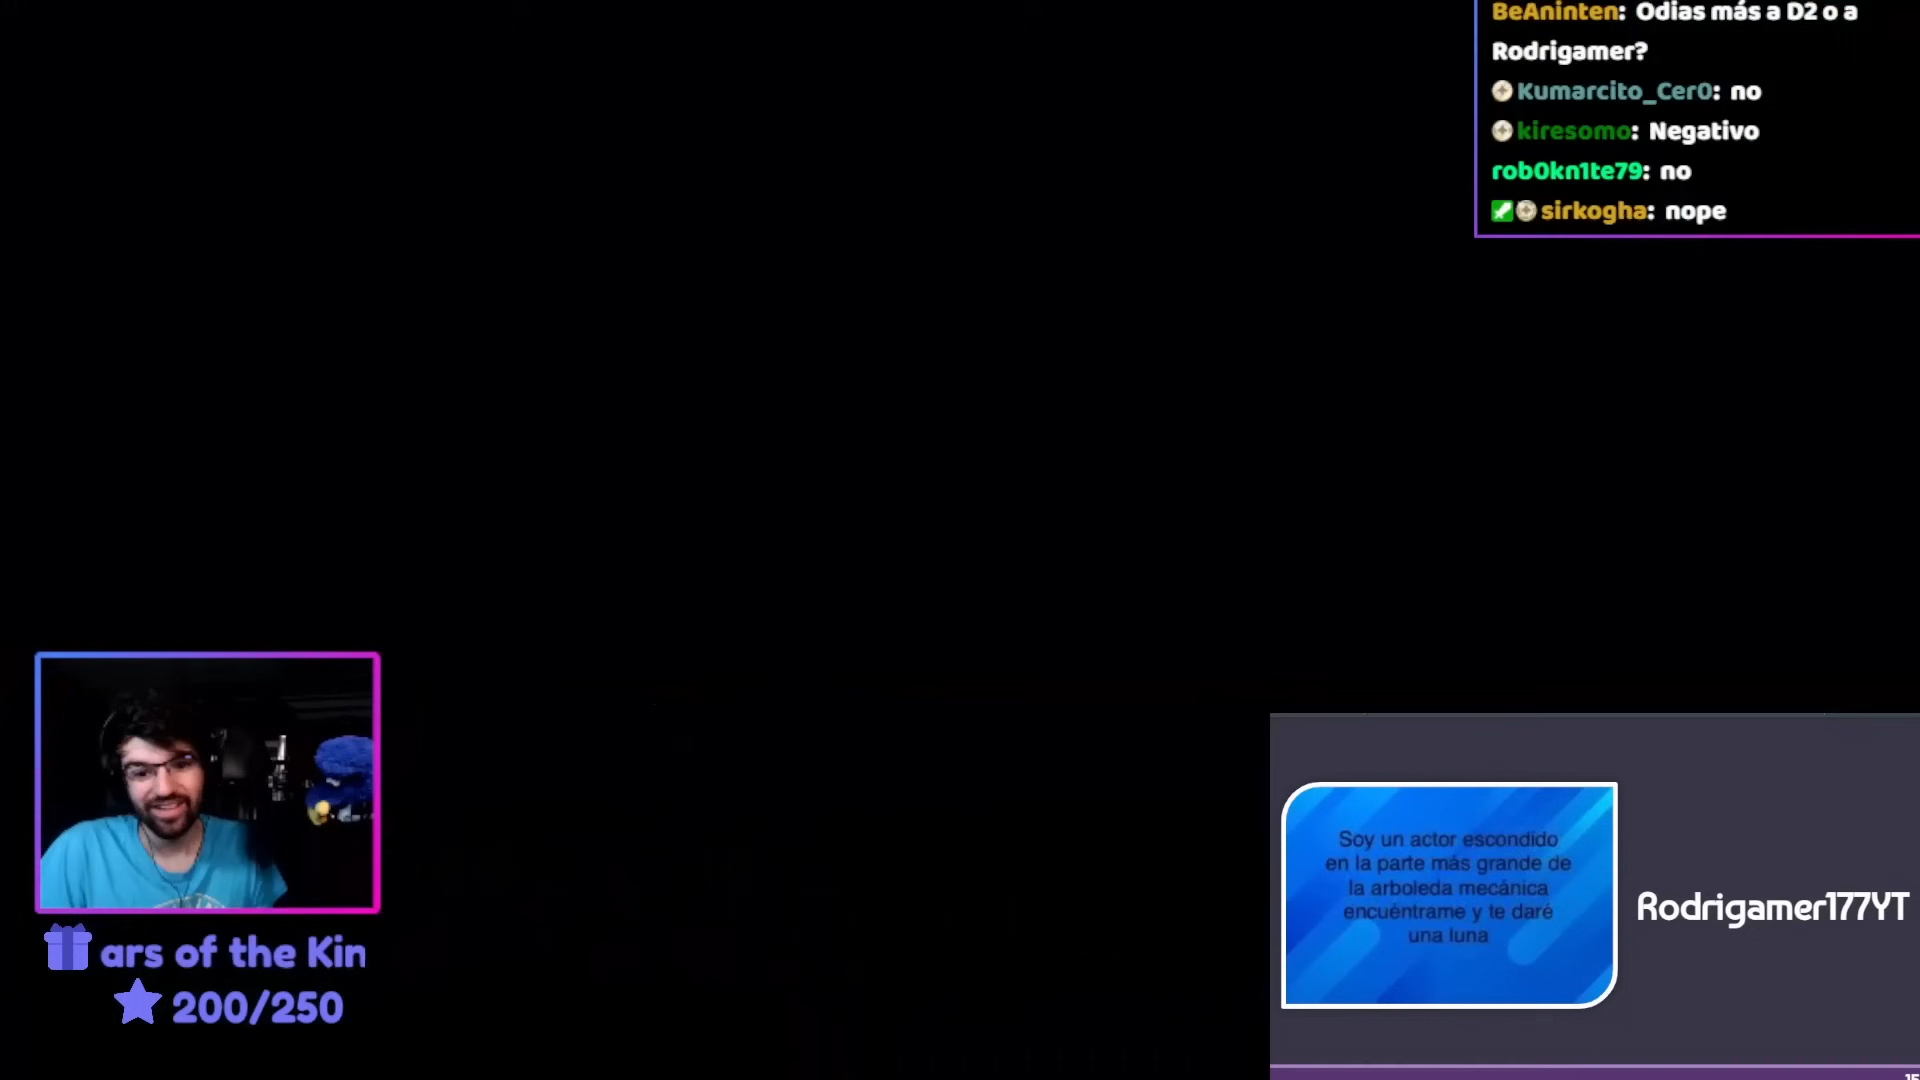 BeAninten: Odias más a D2 o a
Rodrigamer?
Kumarcito_Cer0: no
kiresomo: Negativo
rob0kn1te79: no
sirkogha: nope
ars of the Kin
200/250
Soy un actor escondido
en la parte más grande de
la arboleda mecánica
encuéntrame y te daré
una luna
Rodrigamer177YT